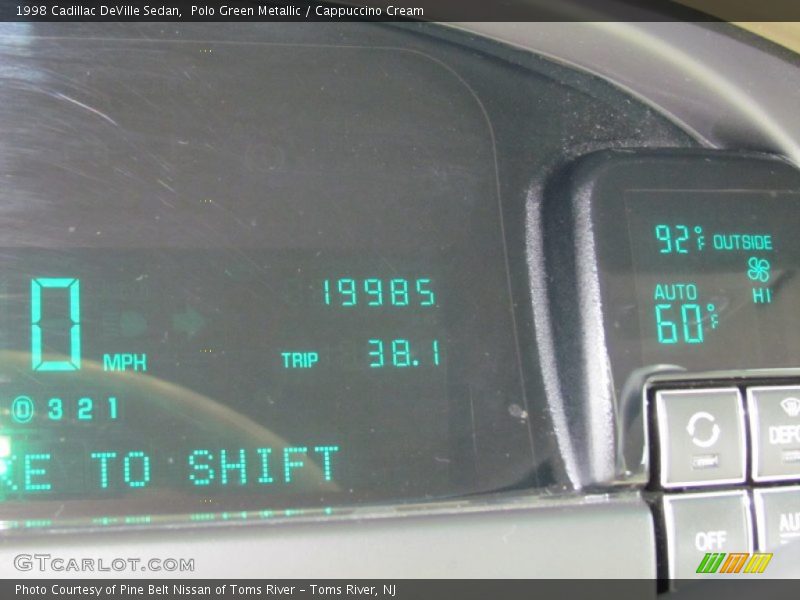 1998 Cadillac DeVille Sedan, Polo Green Metallic / Cappuccino Cream
92°F OUTSIDE
19985
AUTO
HI
60°F
0 MPH
TRIP 38.1
D 3 2 1
RE TO SHIFT
OFF
GTCARLOT.COM
Photo Courtesy of Pine Belt Nissan of Toms River – Toms River, NJ